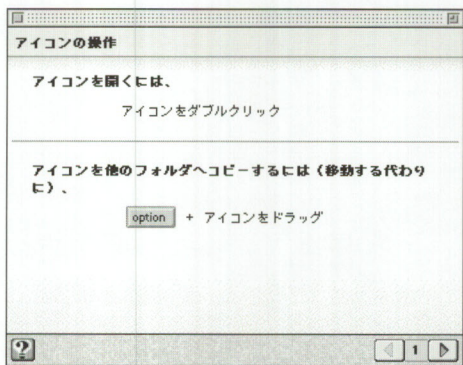 アイコンの操作
アイコンを開くには、
アイコンをダブルクリック
アイコンを他のフォルダへコピーするには(移動する代わり
に)、
option + アイコンをドラッグ
?
1